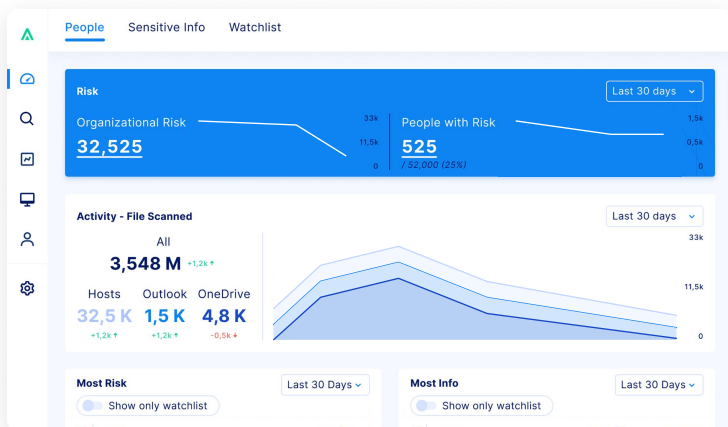 People Sensitive Info Watchlist
Risk
Last 30 days
Organizational Risk
32,525
33k
11,5k
0
People with Risk
525
/ 52,000 (25%)
1,5k
0,5k
0
Activity - File Scanned
Last 30 days
All
3,548 M +1,2k
Hosts Outlook OneDrive
32,5 K 1,5 K 4,8 K
+1,2k +1,2k -0,5k
33k
11,5k
0
Most Risk
Last 30 Days
Show only watchlist
Most Info
Last 30 Days
Show only watchlist